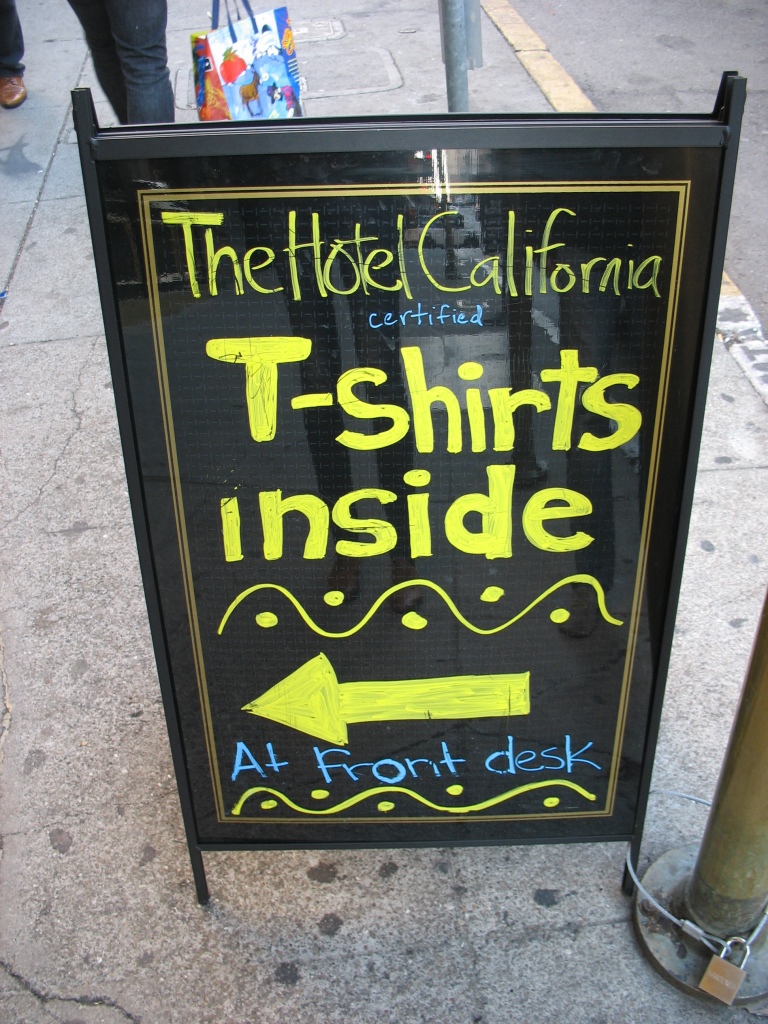 The Hotel California
certified
T-shirts
inside
At Front desk